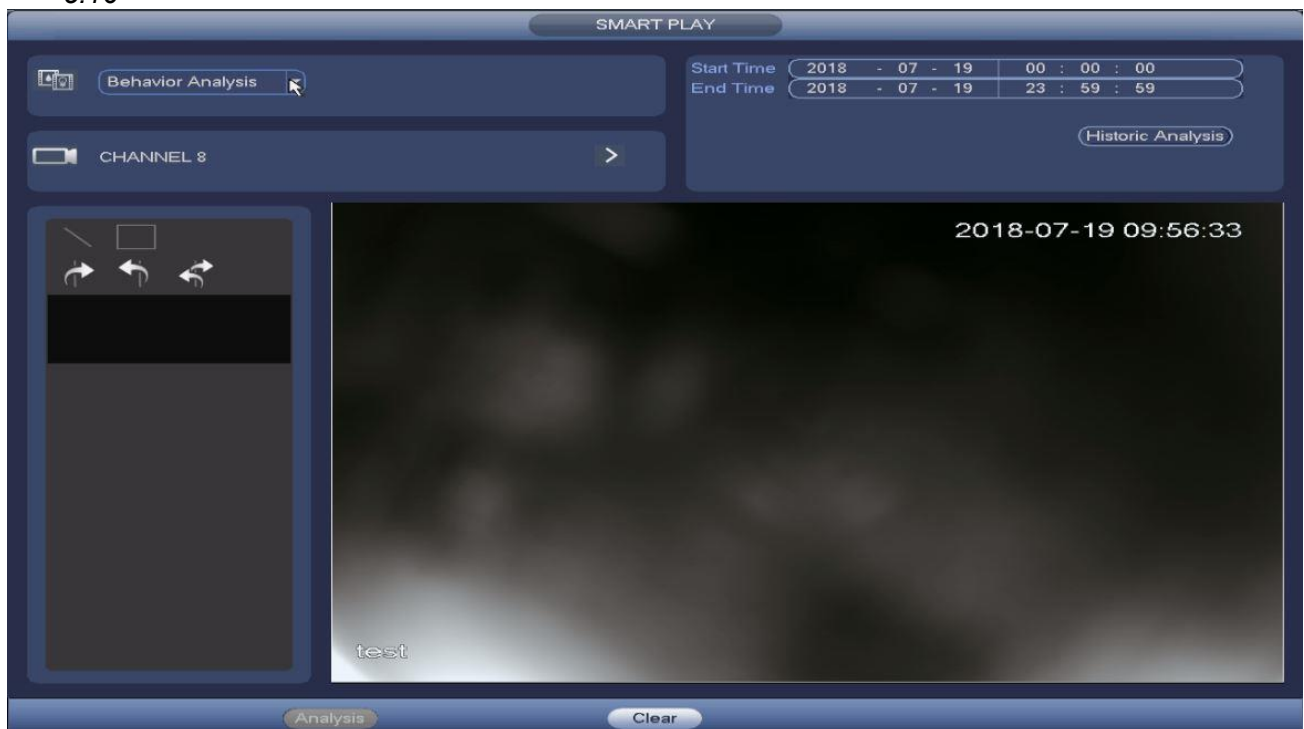 SMART PLAY
Behavior Analysis
Start Time 2018 - 07 - 19 00 : 00 : 00
End Time 2018 - 07 - 19 23 : 59 : 59
Historic Analysis
CHANNEL 8
2018-07-19 09:56:33
test
Analysis
Clear